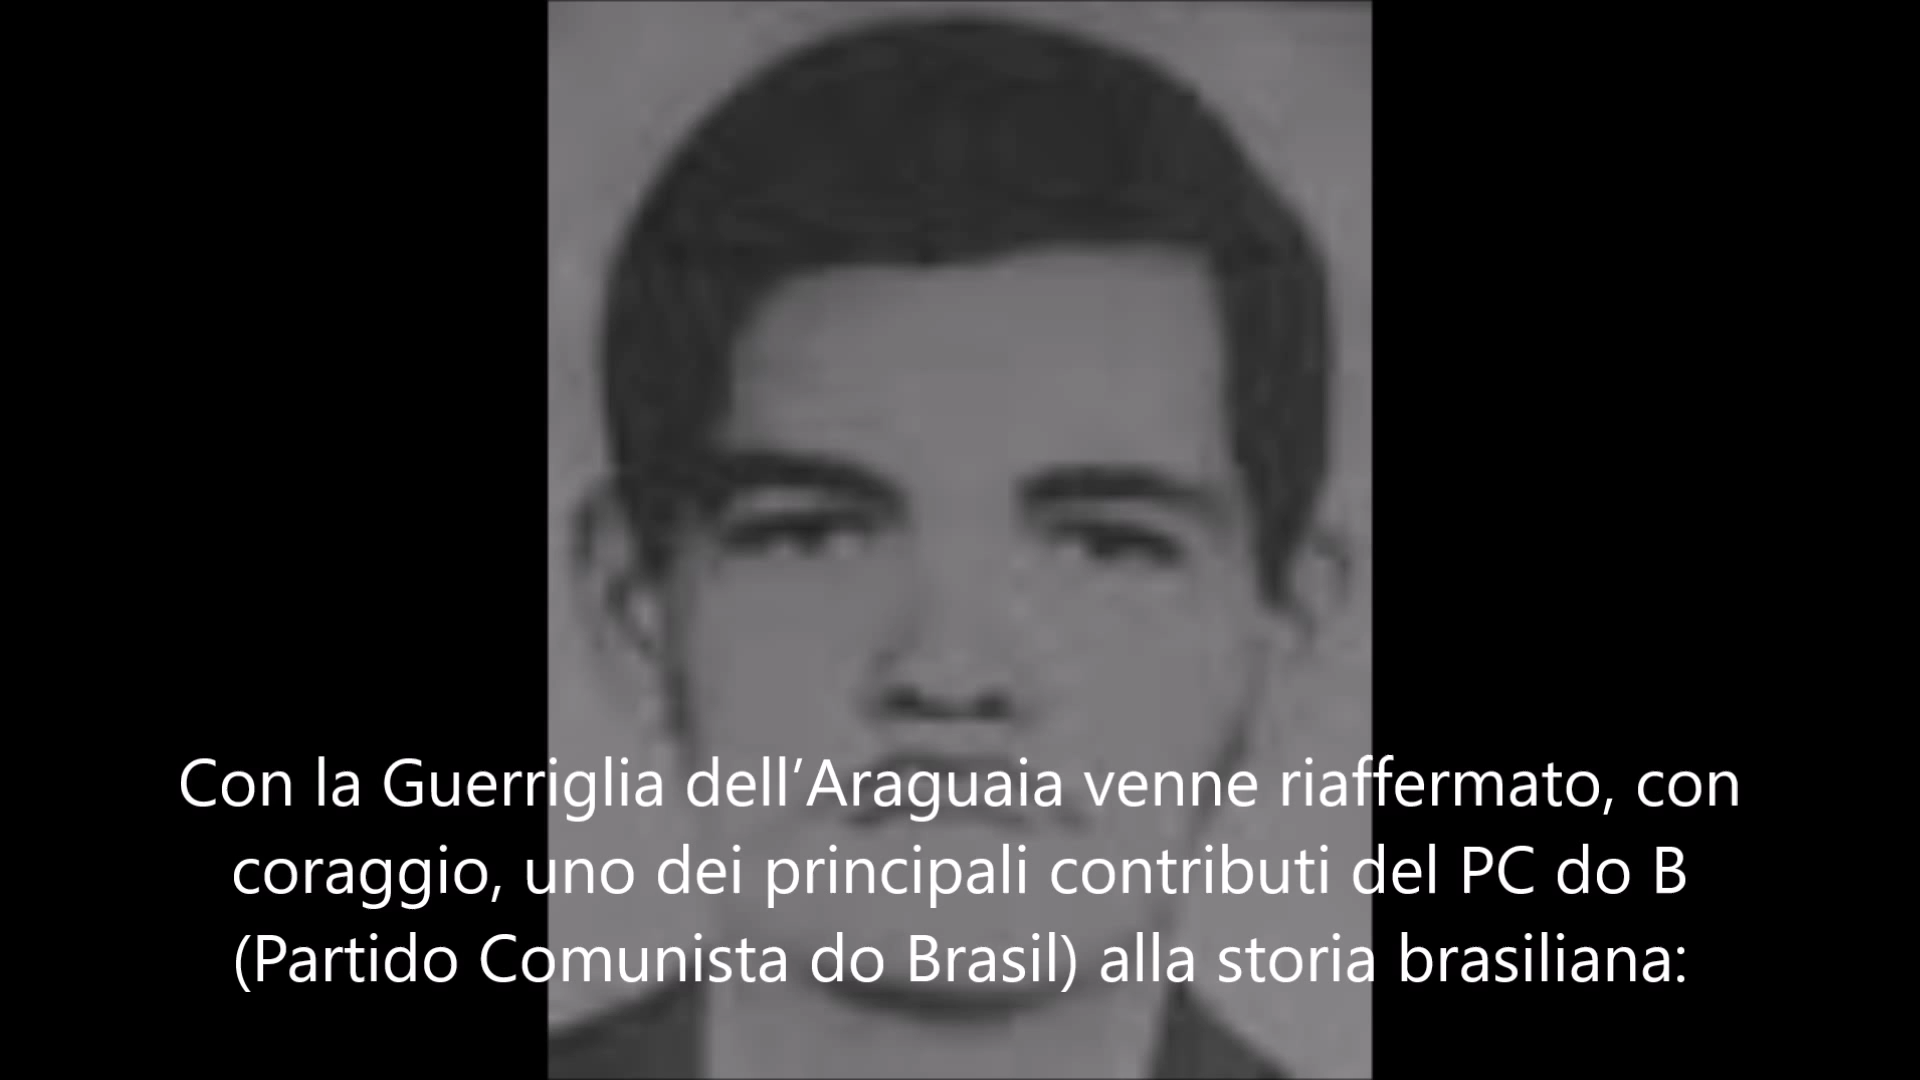 Con la Guerriglia dell’Araguaia venne riaffermato, con
coraggio, uno dei principali contributi del PC do B
(Partido Comunista do Brasil) alla storia brasiliana: